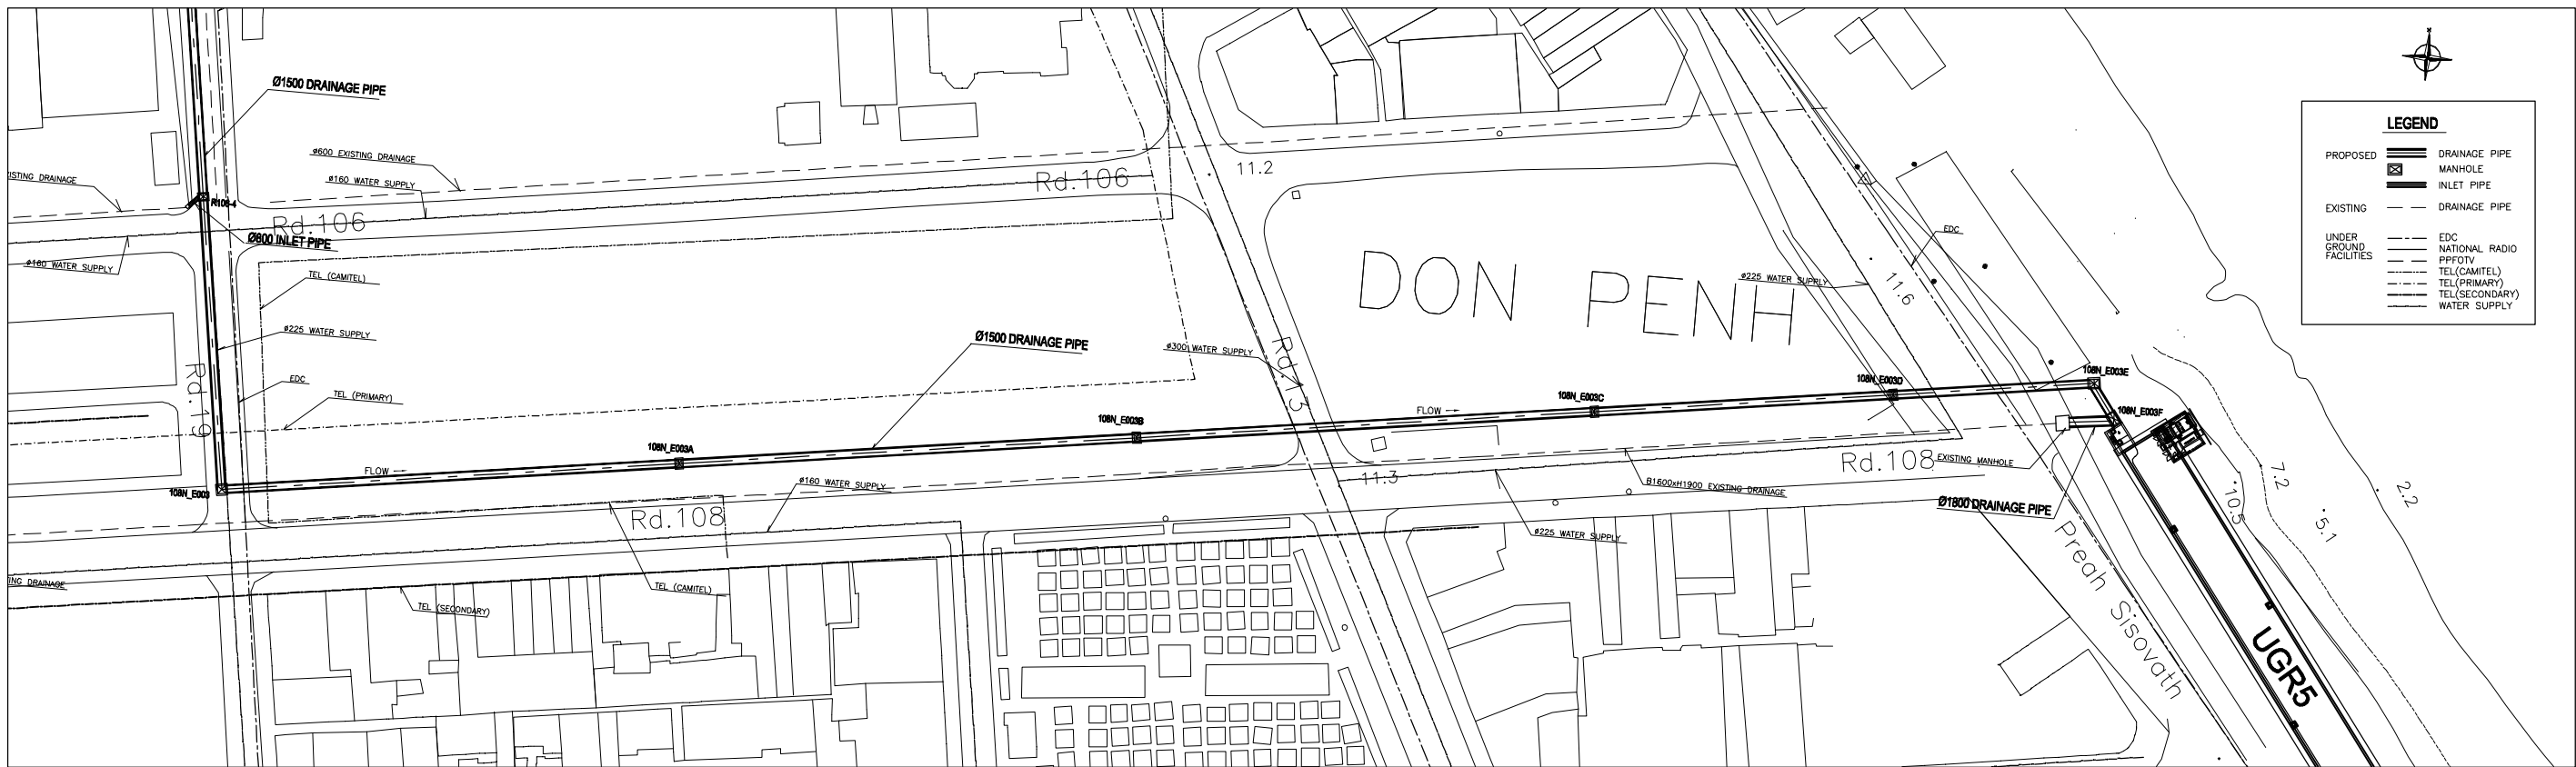 Ø1500 DRAINAGE PIPE
ø600 EXISTING DRAINAGE
ø160 WATER SUPPLY
Rd.106
11.2
R106-4
Rd.106
Ø600 INLET PIPE
ø160 WATER SUPPLY
TEL (CAMITEL)
ø225 WATER SUPPLY
EDC
TEL (PRIMARY)
Rd.19
Ø1500 DRAINAGE PIPE
ø300 WATER SUPPLY
Rd.13
DON PENH
ø225 WATER SUPPLY
11.6
EDC
LEGEND
PROPOSED
DRAINAGE PIPE
MANHOLE
INLET PIPE
EXISTING
DRAINAGE PIPE
UNDER
GROUND
FACILITIES
EDC
NATIONAL RADIO
PPFOTV
TEL(CAMITEL)
TEL(PRIMARY)
TEL(SECONDARY)
WATER SUPPLY
108N_E003
FLOW
108N_E003A
108N_E003B
FLOW
108N_E003C
108N_E003D
108N_E003E
108N_E003F
Rd.108
ø160 WATER SUPPLY
11.3
B1600xH1900 EXISTING DRAINAGE
ø225 WATER SUPPLY
Rd.108
EXISTING MANHOLE
Ø1800 DRAINAGE PIPE
TEL (SECONDARY)
TEL (CAMITEL)
Preah Sisovath
UGR5
10.5
7.2
5.1
2.2